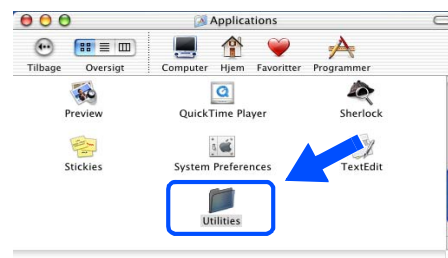 Applications
Tilbage Oversigt Computer Hjem Favoritter Programmer
Preview QuickTime Player Sherlock
Stickies System Preferences TextEdit
Utilities